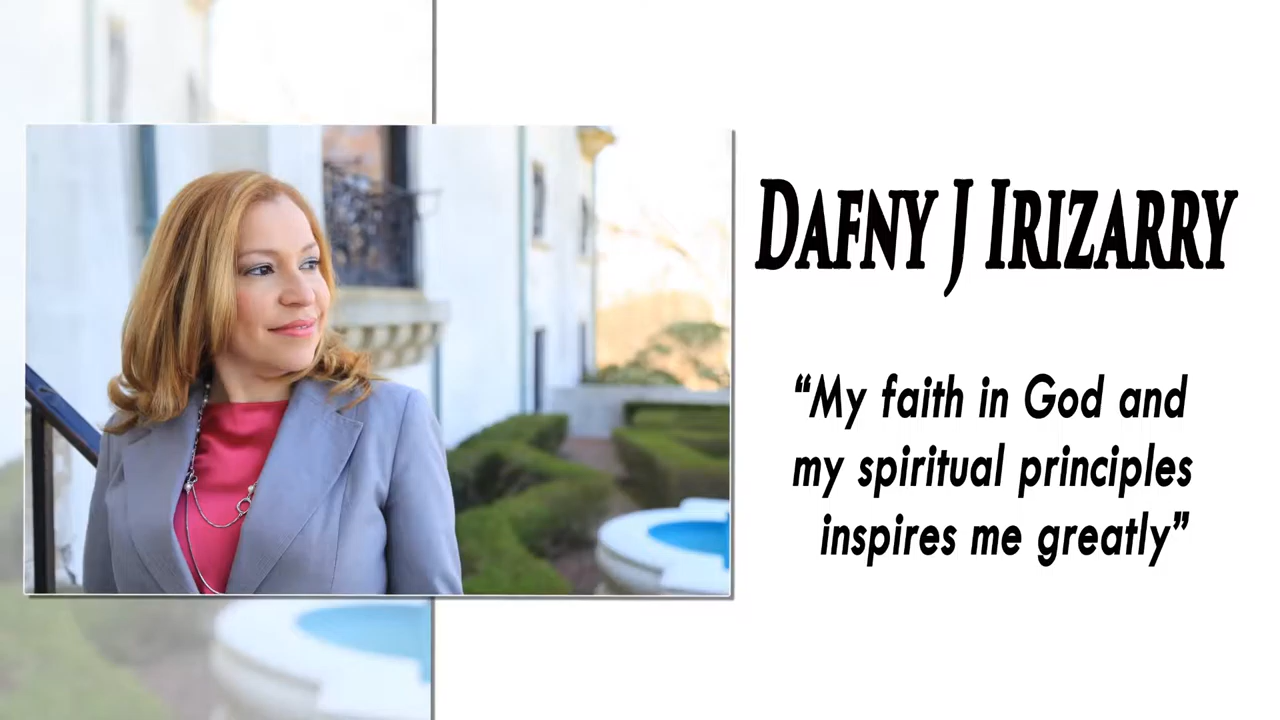 DAFNY J IRIZARRY
“My faith in God and
my spiritual principles
inspires me greatly”